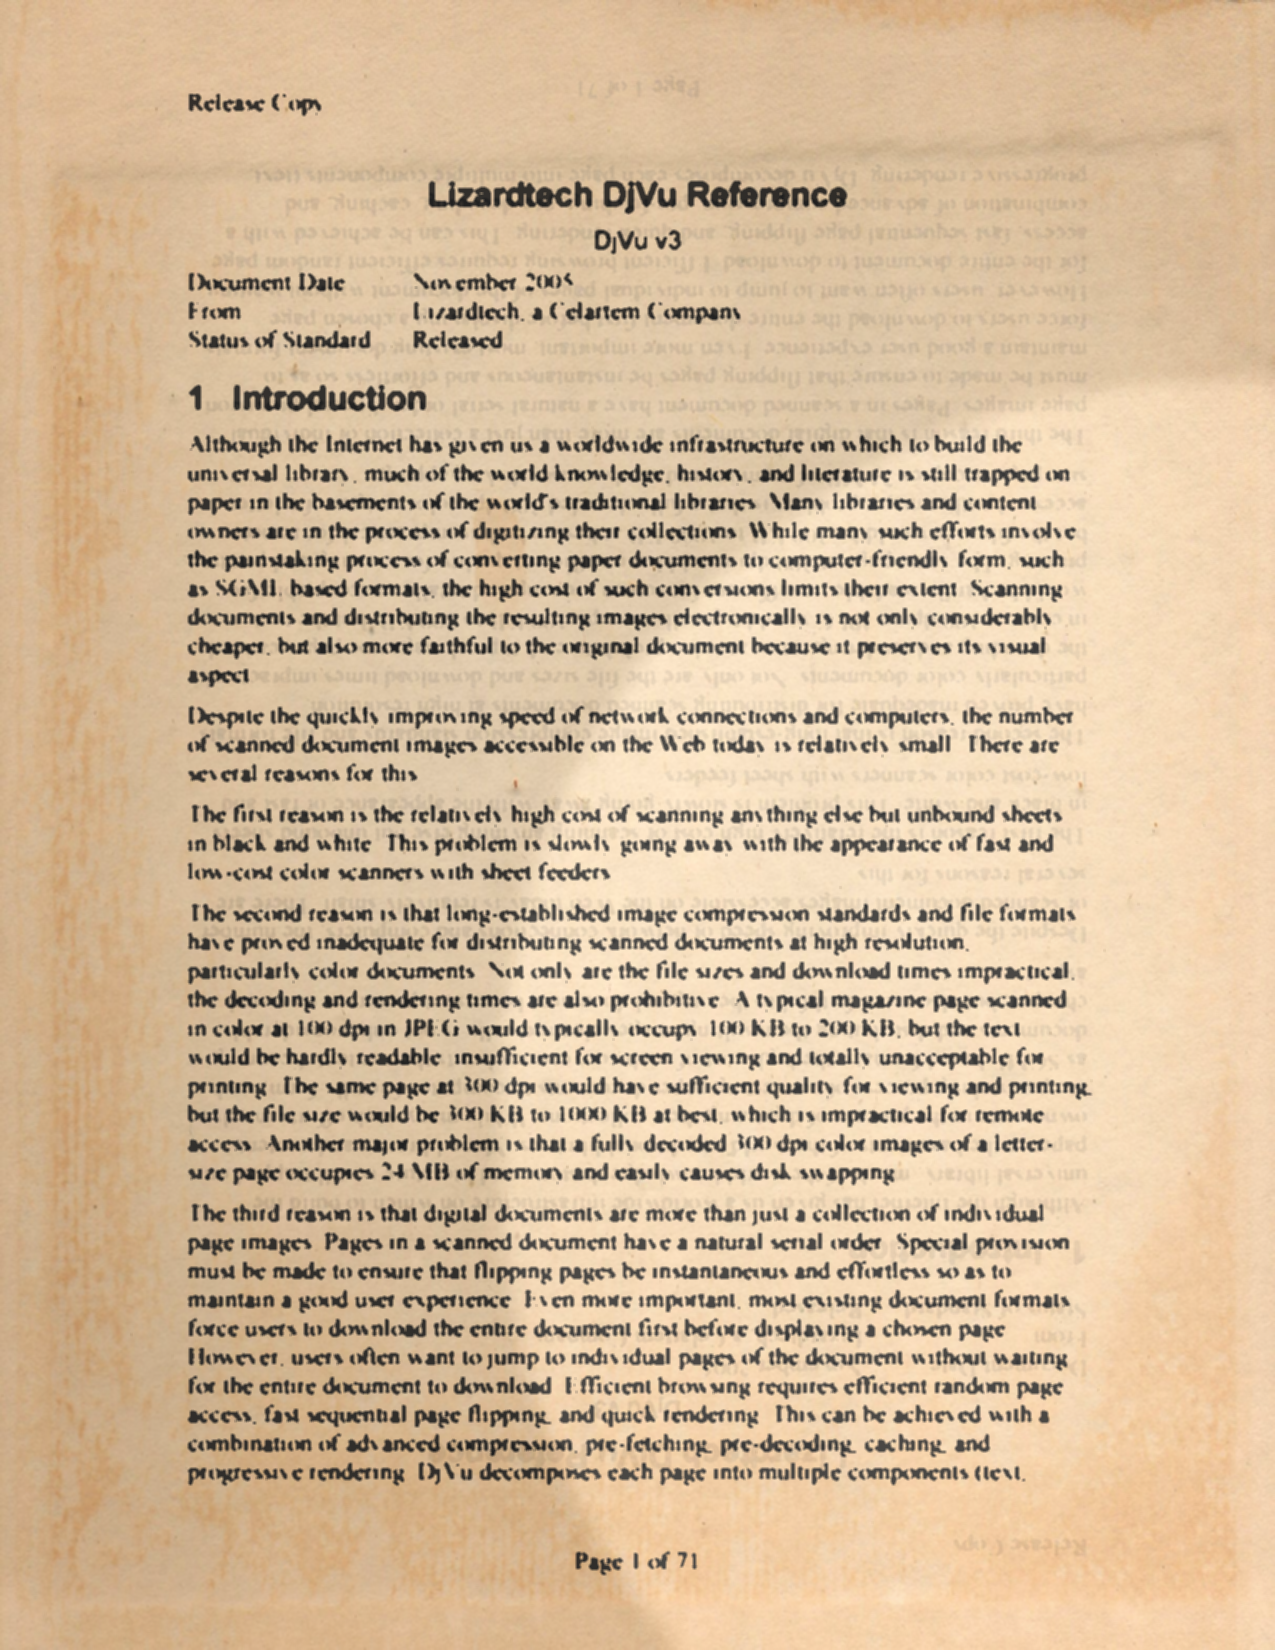 Release Copy
Lizardtech DjVu Reference
DjVu v3
Document Date November 2005
From Lizardtech, a Celartem Company
Status of Standard Released
1 Introduction
Although the Internet has given us a worldwide infrastructure on which to build the
universal library, much of the world knowledge, history, and literature is still trapped on
paper in the basements of the world's traditional libraries. Many libraries and content
owners are in the process of digitizing their collections. While many such efforts involve
the painstaking process of converting paper documents to computer-friendly form, such
as SGML based formats, the high cost of such conversions limits their extent. Scanning
documents and distributing the resulting images electronically is not only considerably
cheaper, but also more faithful to the original document because it preserves its visual
aspect.
Despite the quickly improving speed of network connections and computers, the number
of scanned document images accessible on the Web today is relatively small. There are
several reasons for this.
The first reason is the relatively high cost of scanning anything else but unbound sheets
in black and white. This problem is slowly going away with the appearance of fast and
low-cost color scanners with sheet feeders.
The second reason is that long-established image compression standards and file formats
have proved inadequate for distributing scanned documents at high resolution,
particularly color documents. Not only are the file sizes and download times impractical,
the decoding and rendering times are also prohibitive. A typical magazine page scanned
in color at 100 dpi in JPEG would typically occupy 100 KB to 200 KB, but the text
would be hardly readable: insufficient for screen viewing and totally unacceptable for
printing. The same page at 300 dpi would have sufficient quality for viewing and printing,
but the file size would be 300 KB to 1000 KB at best, which is impractical for remote
access. Another major problem is that a fully decoded 300 dpi color images of a letter-
size page occupies 24 MB of memory and easily causes disk swapping.
The third reason is that digital documents are more than just a collection of individual
page images. Pages in a scanned document have a natural serial order. Special provision
must be made to ensure that flipping pages be instantaneous and effortless so as to
maintain a good user experience. Even more important, most existing document formats
force users to download the entire document first before displaying a chosen page.
However, users often want to jump to individual pages of the document without waiting
for the entire document to download. Efficient browsing requires efficient random page
access, fast sequential page flipping, and quick rendering. This can be achieved with a
combination of advanced compression, pre-fetching, pre-decoding, caching, and
progressive rendering. DjVu decomposes each page into multiple components (text,
Page 1 of 71